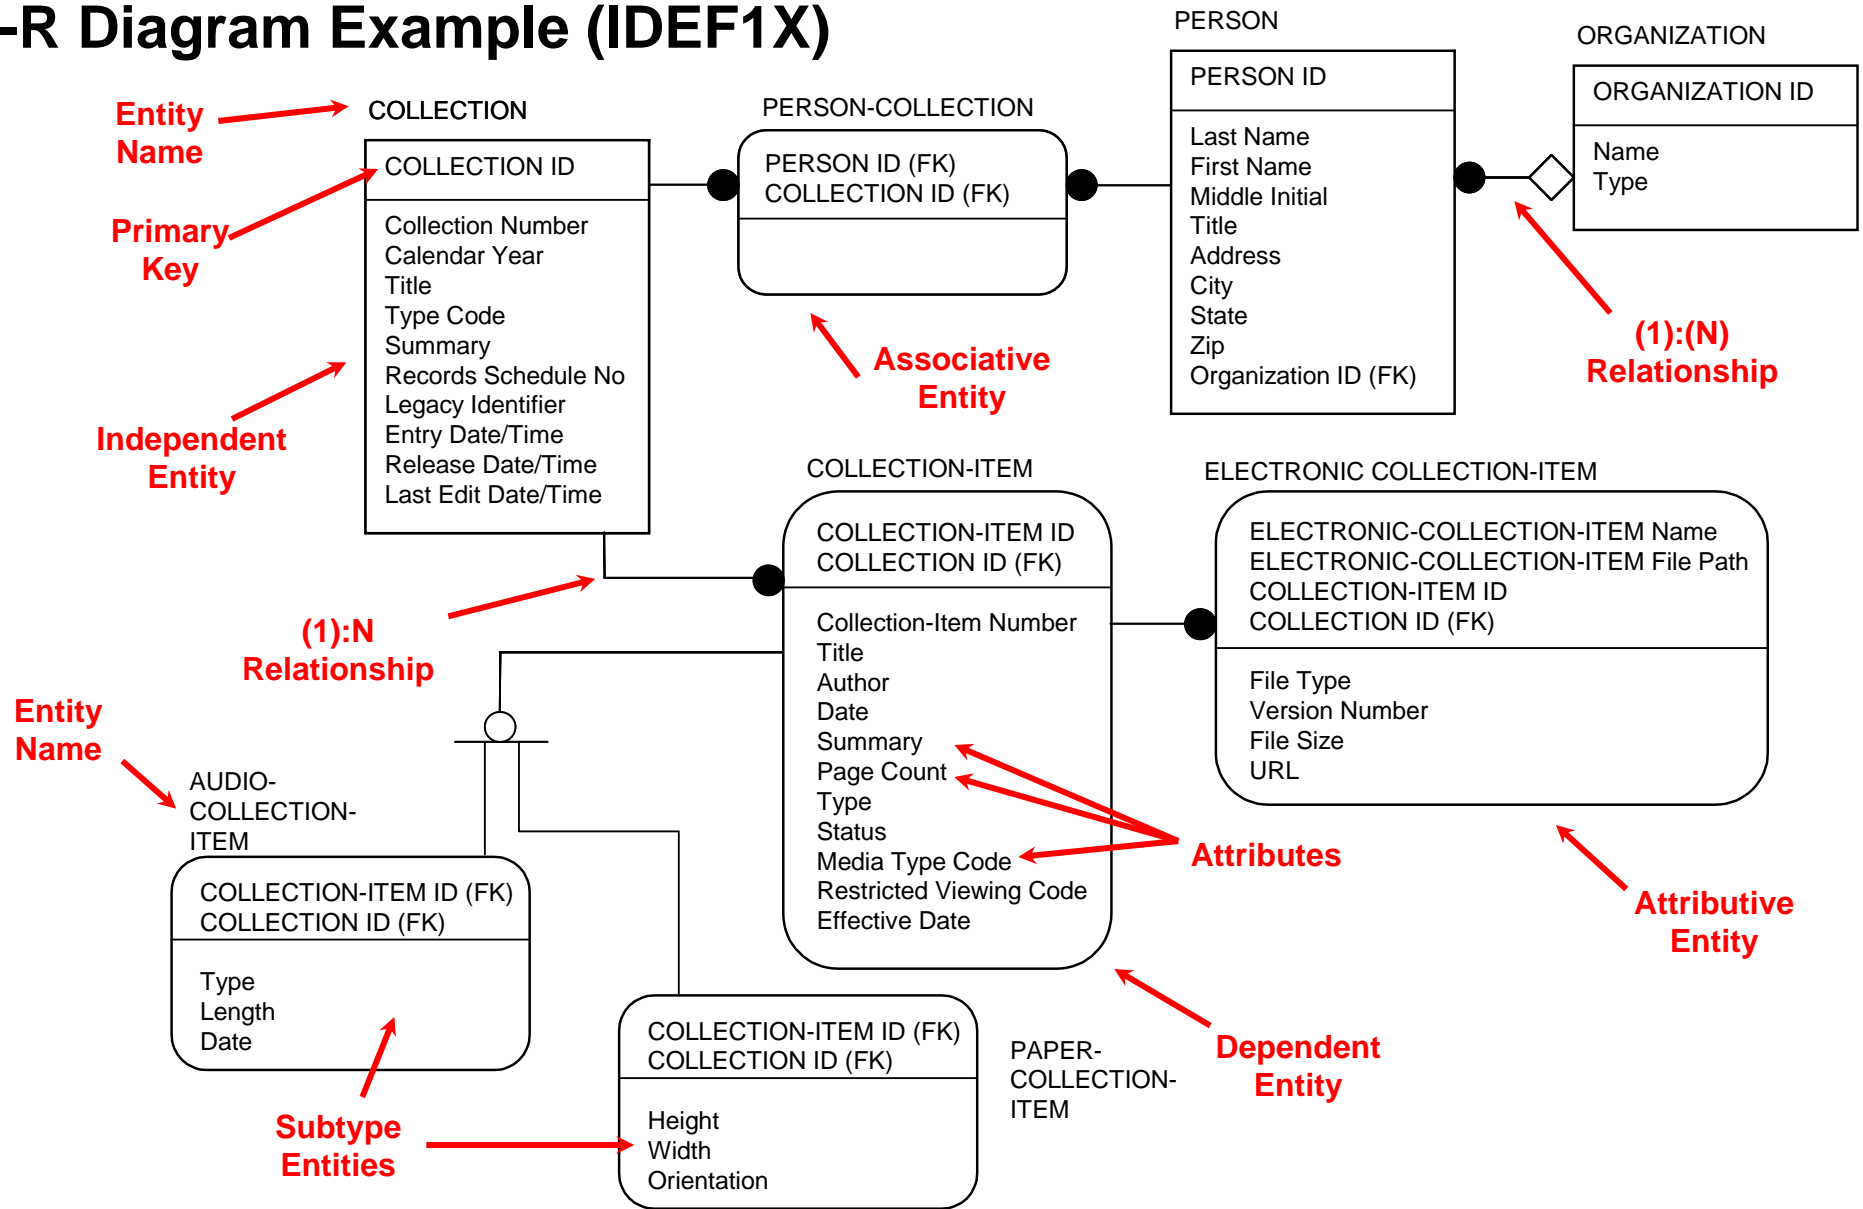 -R Diagram Example (IDEF1X)
PERSON
ORGANIZATION
Entity
Name
COLLECTION
PERSON-COLLECTION
PERSON ID
ORGANIZATION ID
COLLECTION ID
PERSON ID (FK)
COLLECTION ID (FK)
Last Name
First Name
Middle Initial
Title
Address
City
State
Zip
Organization ID (FK)
Name
Type
Primary
Key
Collection Number
Calendar Year
Title
Type Code
Summary
Records Schedule No
Legacy Identifier
Entry Date/Time
Release Date/Time
Last Edit Date/Time
Associative
Entity
(1):(N)
Relationship
Independent
Entity
COLLECTION-ITEM
ELECTRONIC COLLECTION-ITEM
COLLECTION-ITEM ID
COLLECTION ID (FK)
ELECTRONIC-COLLECTION-ITEM Name
ELECTRONIC-COLLECTION-ITEM File Path
COLLECTION-ITEM ID
COLLECTION ID (FK)
(1):N
Relationship
Collection-Item Number
Title
Author
Date
Summary
Page Count
Type
Status
Media Type Code
Restricted Viewing Code
Effective Date
File Type
Version Number
File Size
URL
Entity
Name
AUDIO-
COLLECTION-
ITEM
Attributes
COLLECTION-ITEM ID (FK)
COLLECTION ID (FK)
Type
Length
Date
Attributive
Entity
COLLECTION-ITEM ID (FK)
COLLECTION ID (FK)
Height
Width
Orientation
PAPER-
COLLECTION-
ITEM
Dependent
Entity
Subtype
Entities